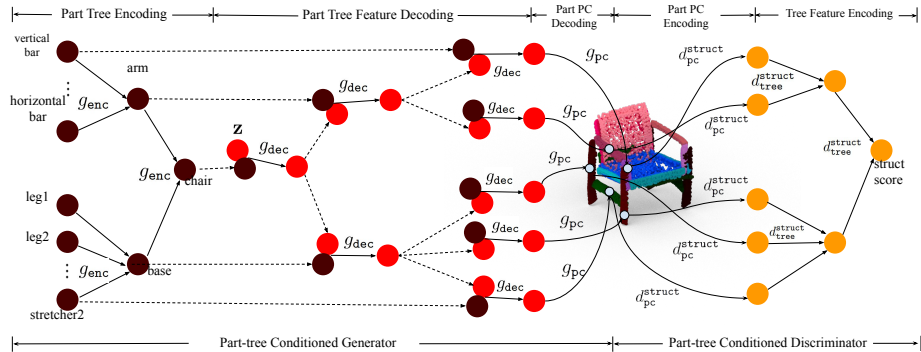 Part Tree Encoding
Part Tree Feature Decoding
Part PC
Decoding
Part PC
Encoding
Tree Feature Encoding
vertical
bar
arm
horizontal
bar
g_enc
g_enc
chair
leg1
leg2
g_enc
base
stretcher2
z
g_dec
g_dec
g_dec
g_dec
g_dec
g_dec
g_dec
g_dec
g_pc
g_pc
g_pc
g_pc
g_pc
d_pc^struct
d_pc^struct
d_pc^struct
d_pc^struct
d_pc^struct
d_tree^struct
d_tree^struct
d_tree^struct
struct
score
Part-tree Conditioned Generator
Part-tree Conditioned Discriminator